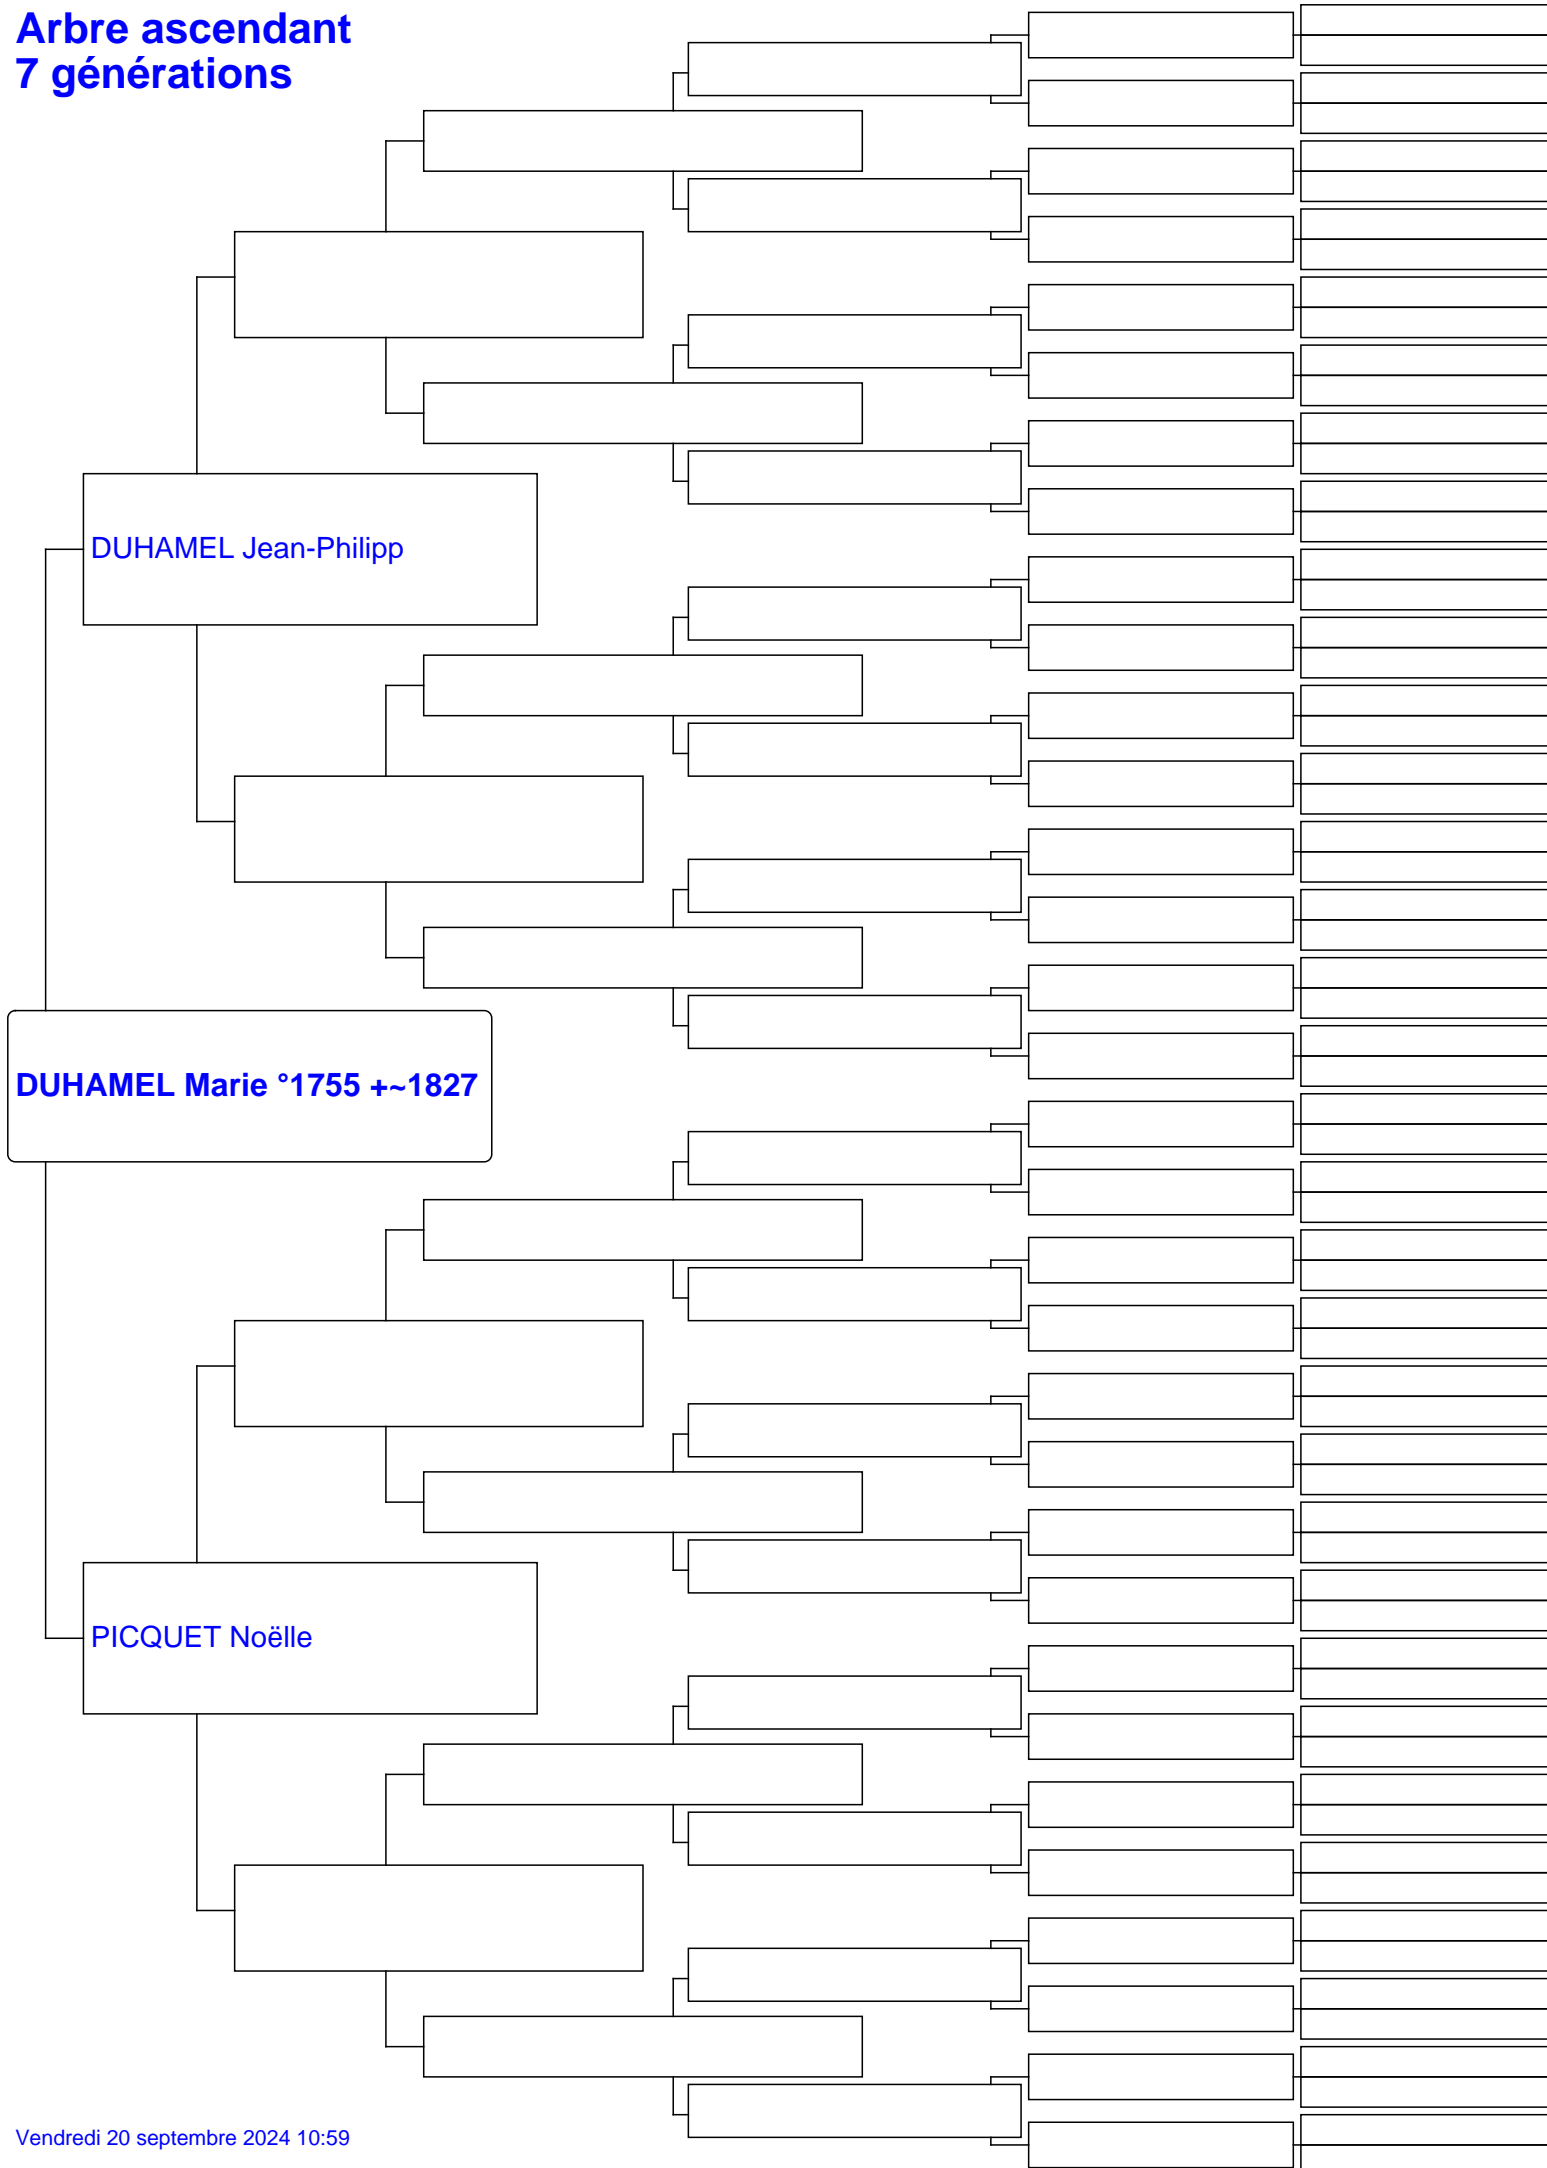 Arbre ascendant
7 générations
DUHAMEL Jean-Philipp
DUHAMEL Marie °1755 +~1827
PICQUET Noëlle
Vendredi 20 septembre 2024 10:59